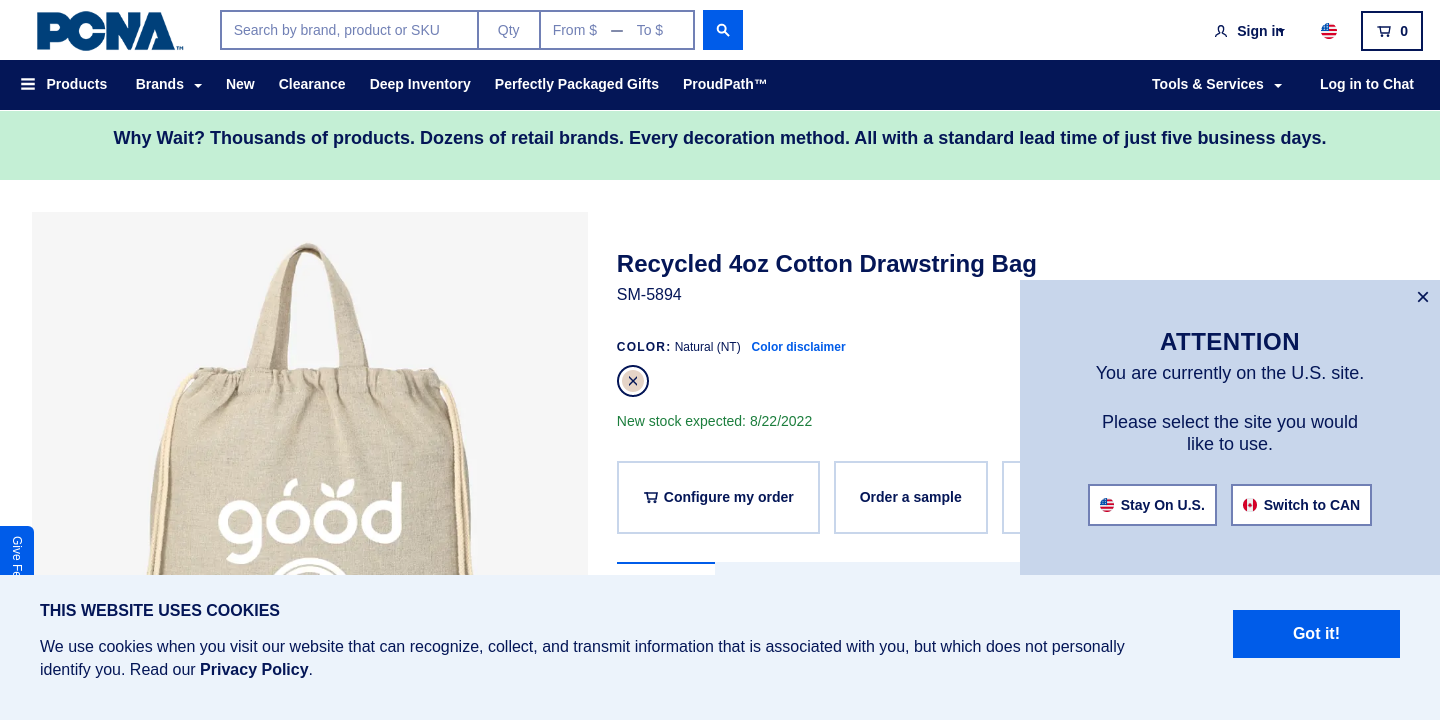 PCNA™
Search by brand, product or SKU
Qty
From $ — To $
Sign in
0
Products
Brands
New
Clearance
Deep Inventory
Perfectly Packaged Gifts
ProudPath™
Tools & Services
Log in to Chat
Why Wait? Thousands of products. Dozens of retail brands. Every decoration method. All with a standard lead time of just five business days.
good
Recycled 4oz Cotton Drawstring Bag
SM-5894
COLOR: Natural (NT) Color disclaimer
New stock expected: 8/22/2022
Configure my order
Order a sample
×
ATTENTION
You are currently on the U.S. site.
Please select the site you would
like to use.
Stay On U.S.
Switch to CAN
Give
THIS WEBSITE USES COOKIES
We use cookies when you visit our website that can recognize, collect, and transmit information that is associated with you, but which does not personally
identify you. Read our Privacy Policy.
Got it!